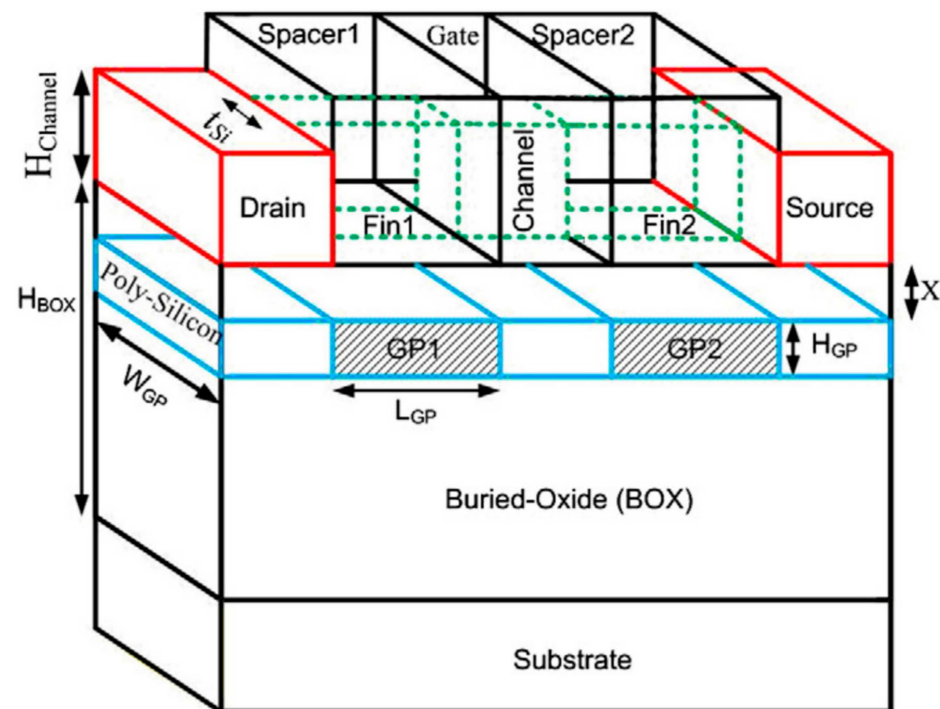 Spacer1
Gate
Spacer2
HChannel
tSi
Channel
Drain
Fin1
Fin2
Source
HBOX
Poly-Silicon
X
GP1
GP2
HGP
WGP
LGP
Buried-Oxide (BOX)
Substrate